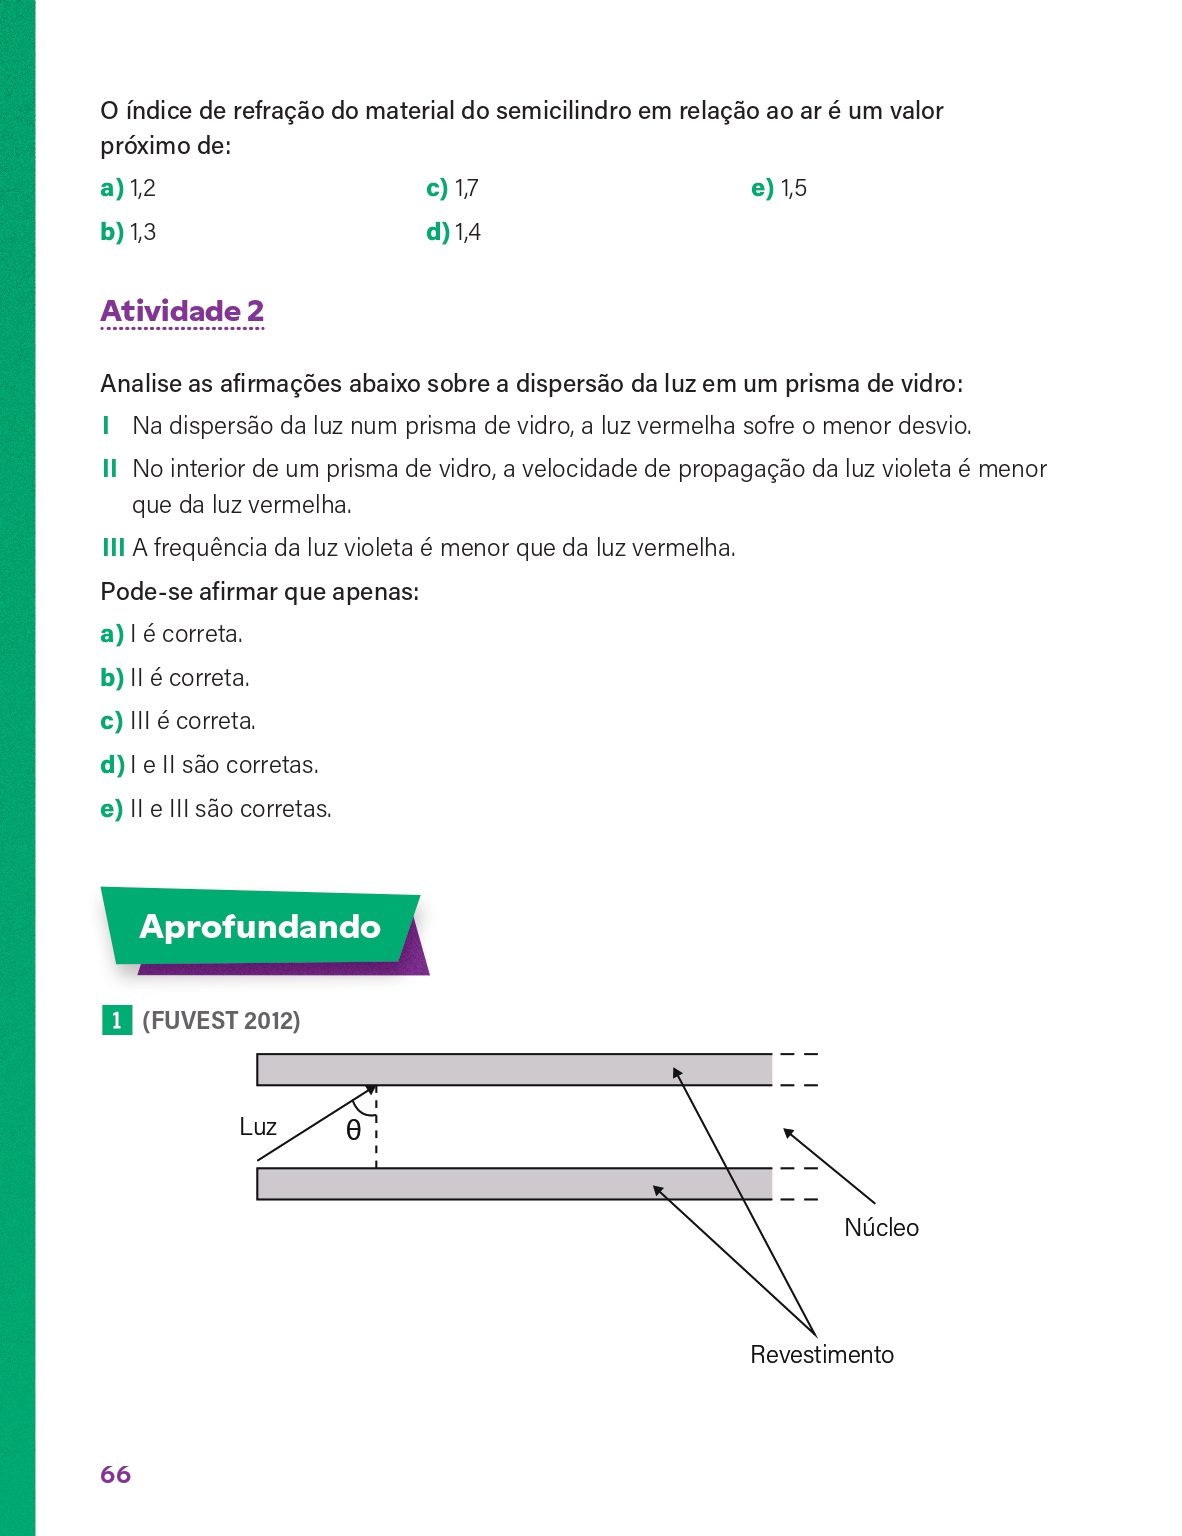 O índice de refração do material do semicilindro em relação ao ar é um valor
próximo de:
a) 1,2
c) 1,7
e) 1,5
b) 1,3
d) 1,4
Atividade 2
Analise as afirmações abaixo sobre a dispersão da luz em um prisma de vidro:
I Na dispersão da luz num prisma de vidro, a luz vermelha sofre o menor desvio.
II No interior de um prisma de vidro, a velocidade de propagação da luz violeta é menor
que da luz vermelha.
III A frequência da luz violeta é menor que da luz vermelha.
Pode-se afirmar que apenas:
a) I é correta.
b) II é correta.
c) III é correta.
d) I e II são corretas.
e) II e III são corretas.
Aprofundando
1 (FUVEST 2012)
Luz
θ
Núcleo
Revestimento
66